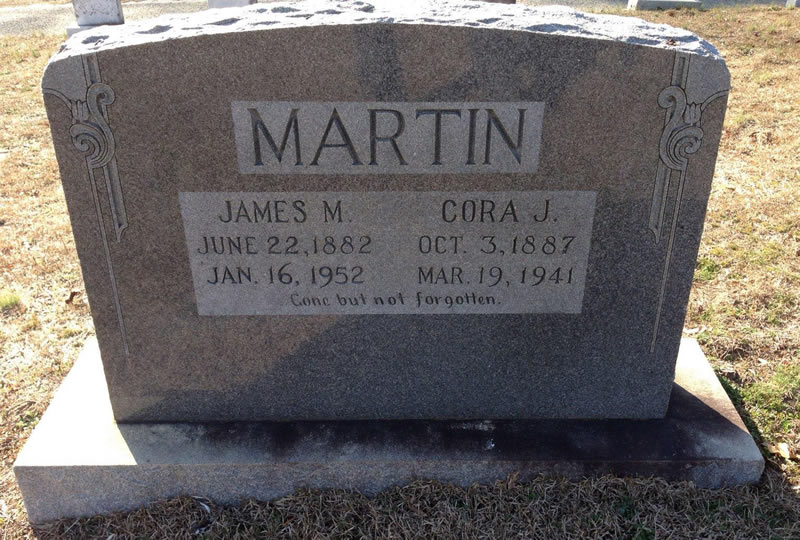 MARTIN
JAMES M. CORA J.
JUNE 22, 1882 OCT. 3, 1887
JAN. 16, 1952 MAR. 19, 1941
Gone but not forgotten.